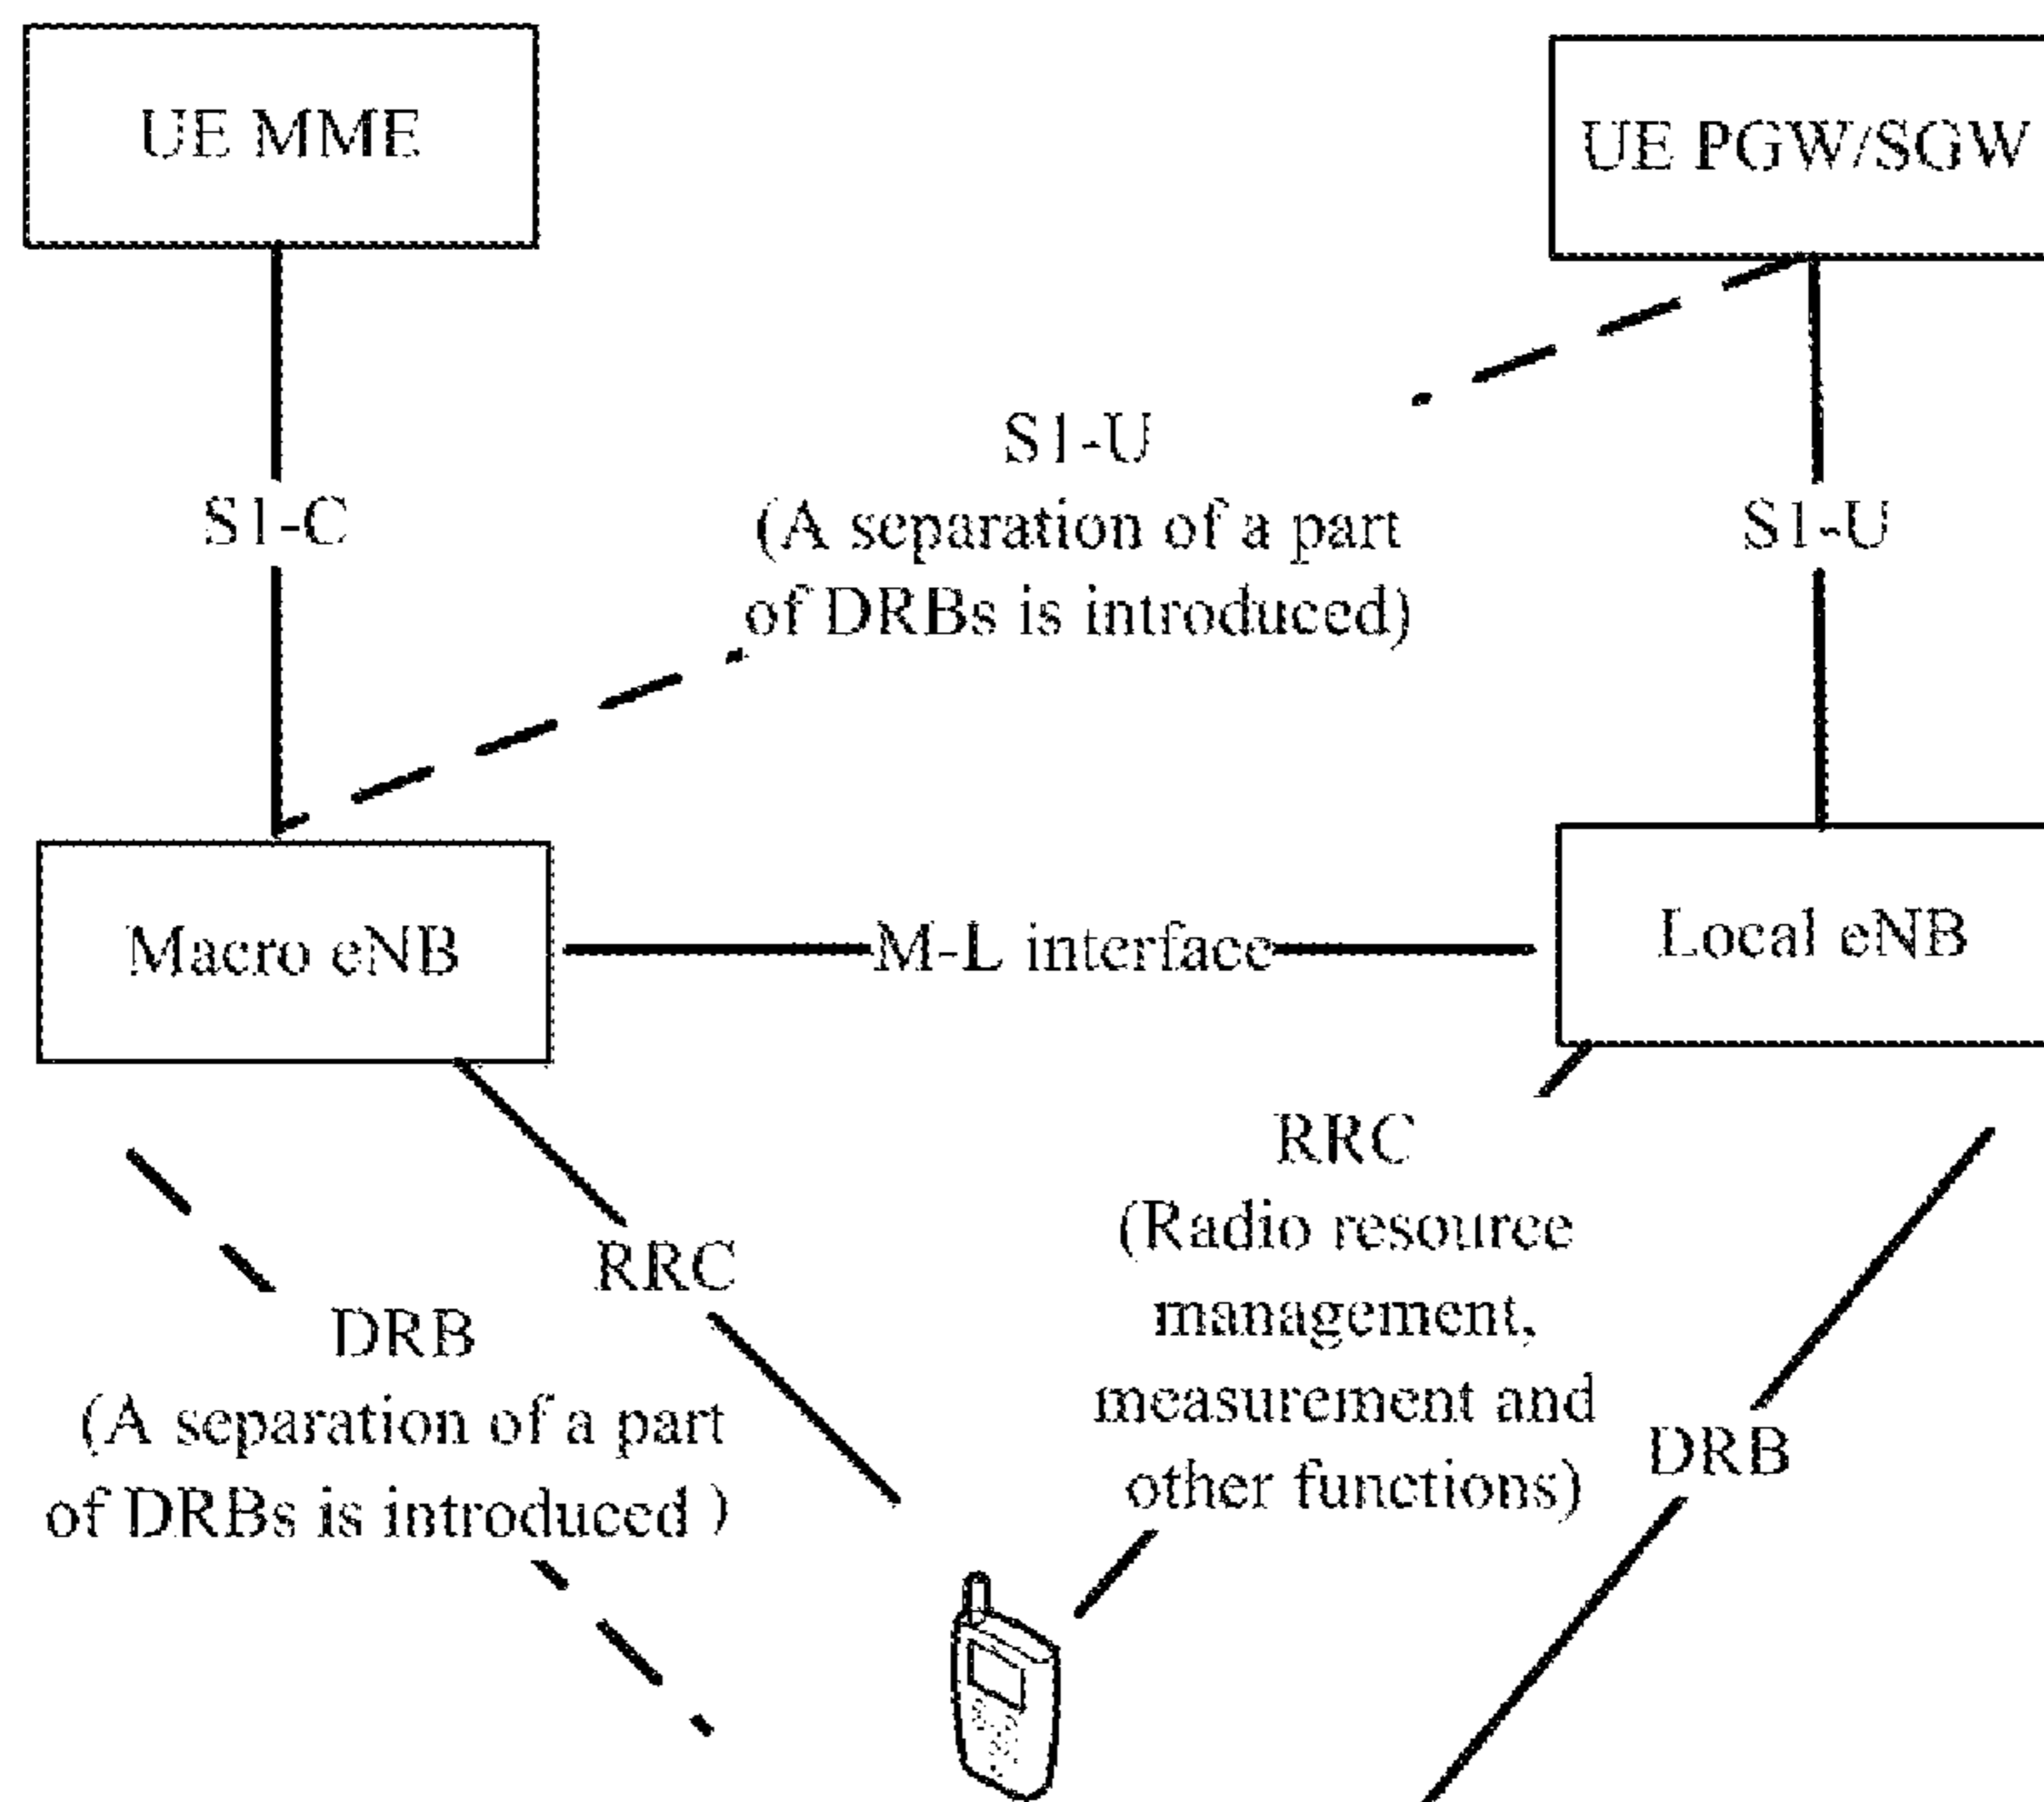 UE MME
UE PGW/SGW
S1-U
(A separation of a part
of DRBs is introduced)
S1-C
S1-U
Macro eNB
M-L interface
Local eNB
RRC
(Radio resource
management,
measurement and
other functions)
RRC
DRB
(A separation of a part
of DRBs is introduced )
DRB